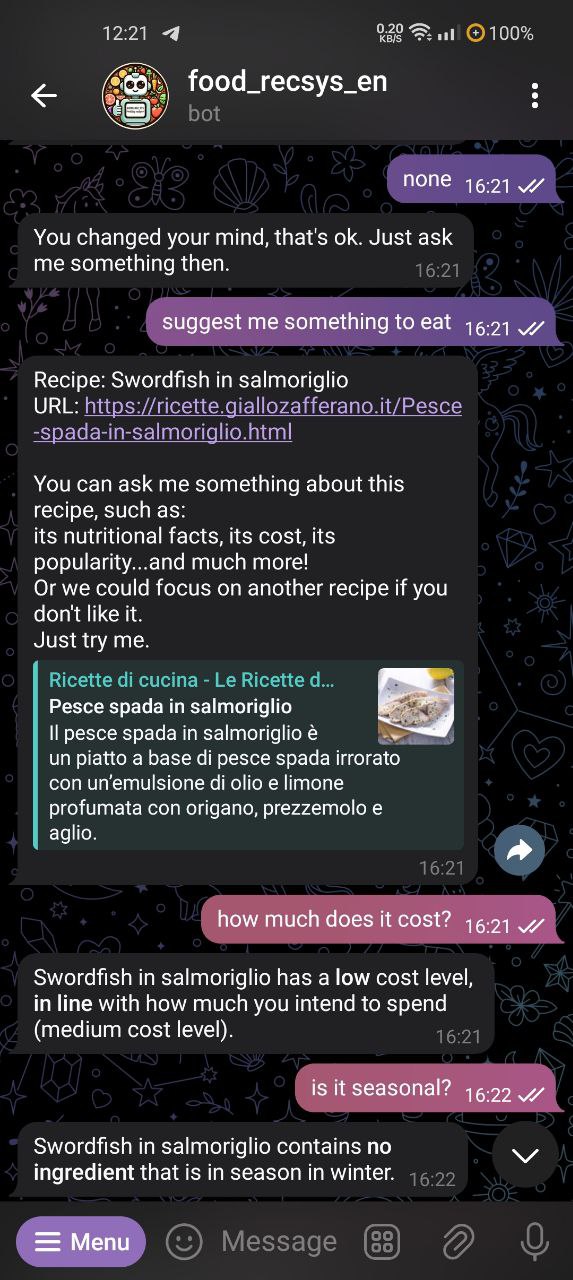 12:21
0.20 KB/S
100%
food_recsys_en
bot
none 16:21
You changed your mind, that's ok. Just ask
me something then. 16:21
suggest me something to eat 16:21
Recipe: Swordfish in salmoriglio
URL: https://ricette.giallozafferano.it/Pesce
-spada-in-salmoriglio.html
You can ask me something about this
recipe, such as:
its nutritional facts, its cost, its
popularity...and much more!
Or we could focus on another recipe if you
don't like it.
Just try me.
Ricette di cucina - Le Ricette d...
Pesce spada in salmoriglio
Il pesce spada in salmoriglio è
un piatto a base di pesce spada irrorato
con un'emulsione di olio e limone
profumata con origano, prezzemolo e
aglio.
16:21
how much does it cost? 16:21
Swordfish in salmoriglio has a low cost level,
in line with how much you intend to spend
(medium cost level). 16:21
is it seasonal? 16:22
Swordfish in salmoriglio contains no
ingredient that is in season in winter. 16:22
Menu
Message